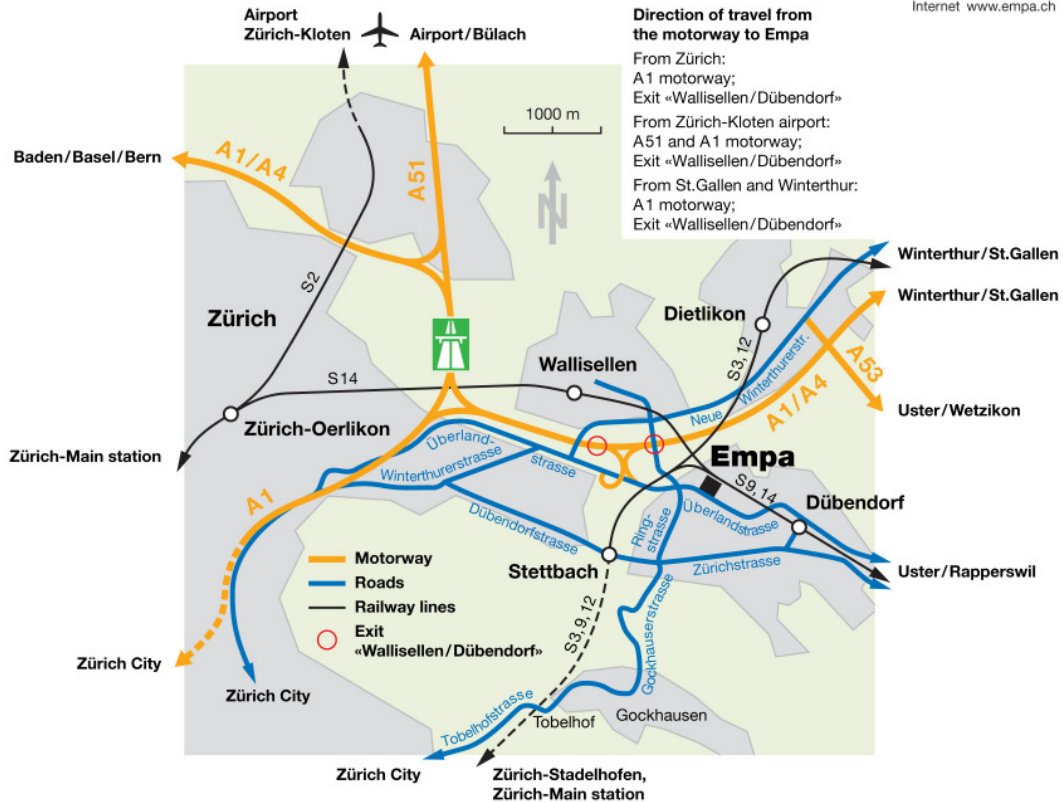 Internet www.empa.ch
Airport
Zürich-Kloten
Airport/Bülach
Direction of travel from
the motorway to Empa
From Zürich:
A1 motorway;
Exit «Wallisellen/Dübendorf»
From Zürich-Kloten airport:
A51 and A1 motorway;
Exit «Wallisellen/Dübendorf»
From St.Gallen and Winterthur:
A1 motorway;
Exit «Wallisellen/Dübendorf»
1000 m
N
Baden/Basel/Bern
A1/A4
A51
S2
Zürich
Winterthur/St.Gallen
Winterthur/St.Gallen
Dietlikon
S3, 12
Neue Winterthurerstr.
A53
A1/A4
Uster/Wetzikon
Wallisellen
S14
Zürich-Oerlikon
Zürich-Main station
Überland-
strasse
Winterthurerstrasse
Empa
S9, 14
Dübendorf
Überlandstrasse
A1
Dübendorfstrasse
Ring-
strasse
Zürichstrasse
Stettbach
Uster/Rapperswil
Motorway
Roads
Railway lines
Exit
«Wallisellen/Dübendorf»
S3, 9, 12
Gockhauserstrasse
Zürich City
Zürich City
Tobelhofstrasse
Tobelhof
Gockhausen
Zürich City
Zürich-Stadelhofen,
Zürich-Main station